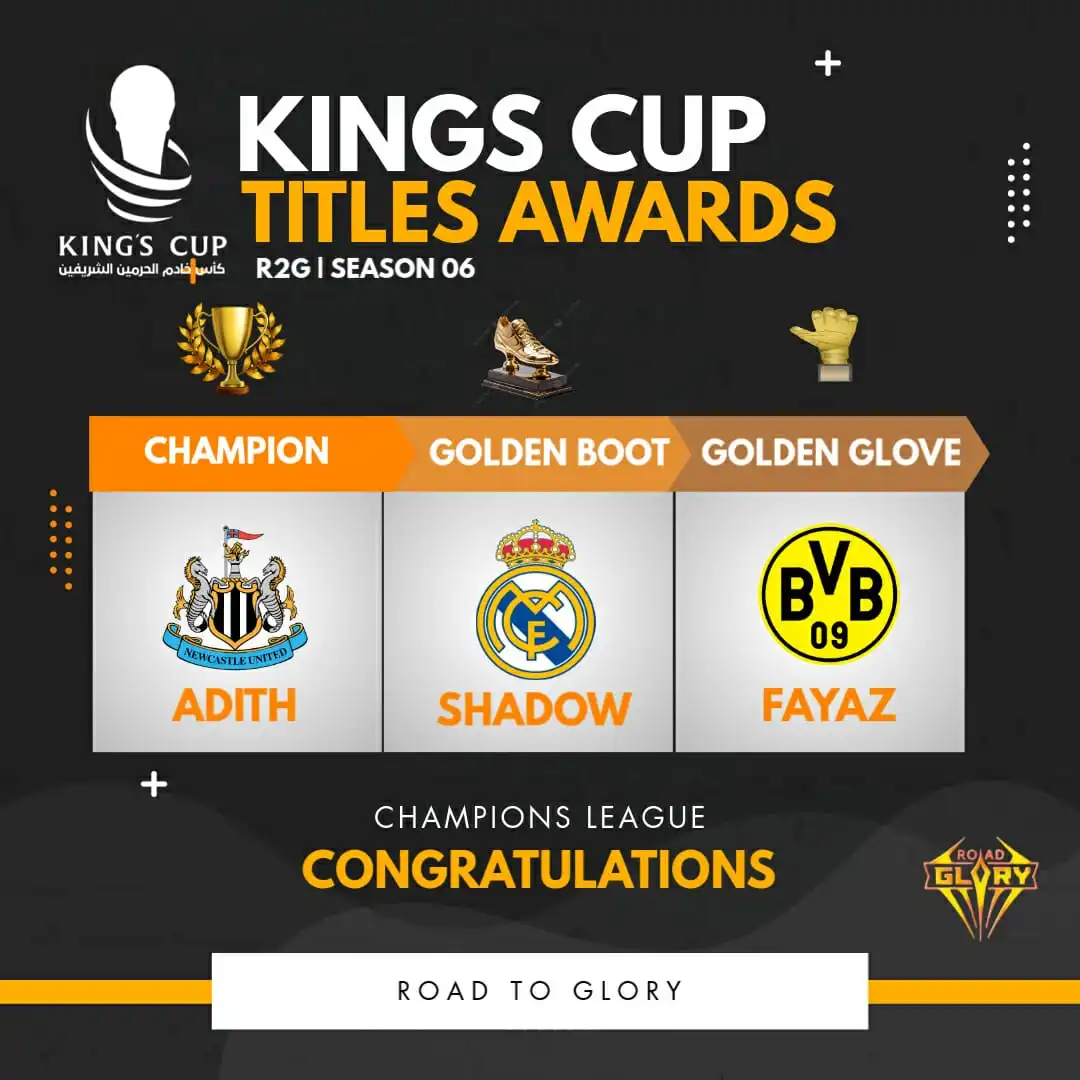 KINGS CUP
TITLES AWARDS
R2G | SEASON 06
KING'S CUP
كأس خادم الحرمين الشريفين
CHAMPION
GOLDEN BOOT
GOLDEN GLOVE
NEWCASTLE UNITED
BVB
09
ADITH
SHADOW
FAYAZ
CHAMPIONS LEAGUE
CONGRATULATIONS
ROAD
GLORY
ROAD TO GLORY